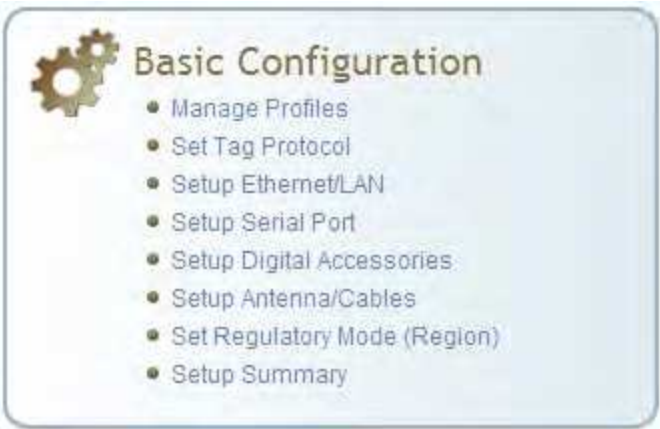 Basic Configuration
Manage Profiles
Set Tag Protocol
Setup Ethernet/LAN
Setup Serial Port
Setup Digital Accessories
Setup Antenna/Cables
Set Regulatory Mode (Region)
Setup Summary